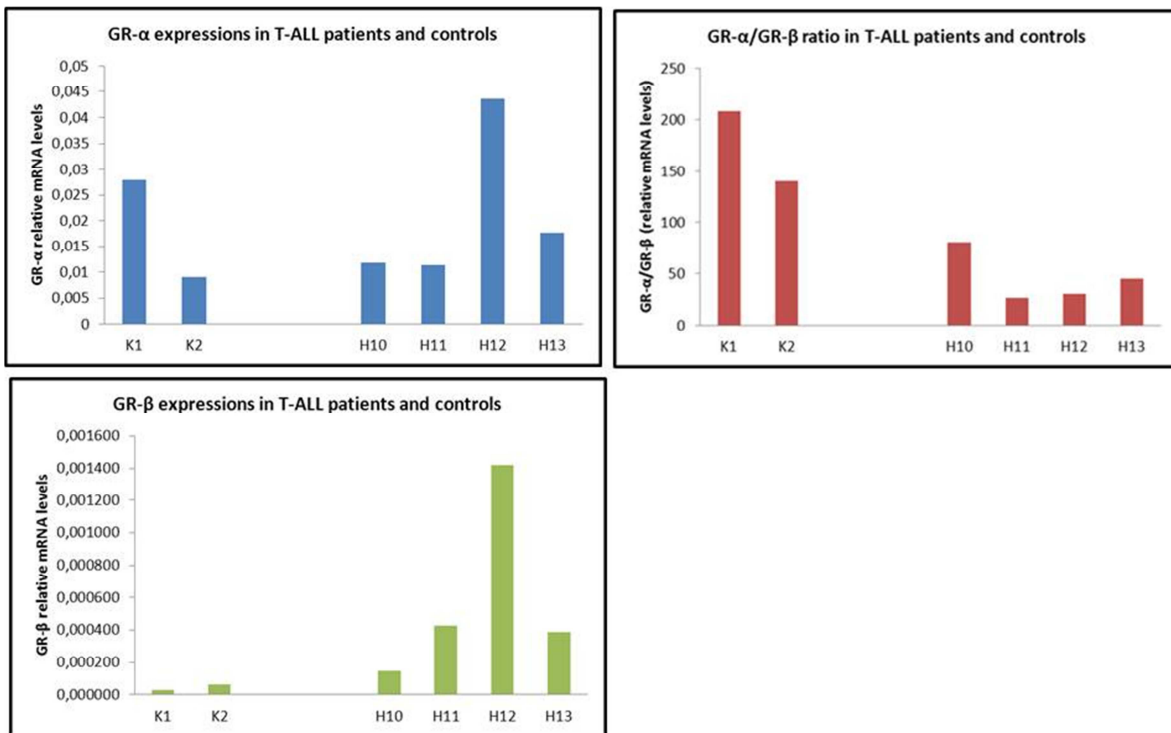 GR-α expressions in T-ALL patients and controls
GR-α relative mRNA levels
0,05
0,045
0,04
0,035
0,03
0,025
0,02
0,015
0,01
0,005
0
K1 K2 H10 H11 H12 H13
GR-α/GR-β ratio in T-ALL patients and controls
GR-α/GR-β (relative mRNA levels)
250
200
150
100
50
0
K1 K2 H10 H11 H12 H13
GR-β expressions in T-ALL patients and controls
GR-β relative mRNA levels
0,001600
0,001400
0,001200
0,001000
0,000800
0,000600
0,000400
0,000200
0,000000
K1 K2 H10 H11 H12 H13